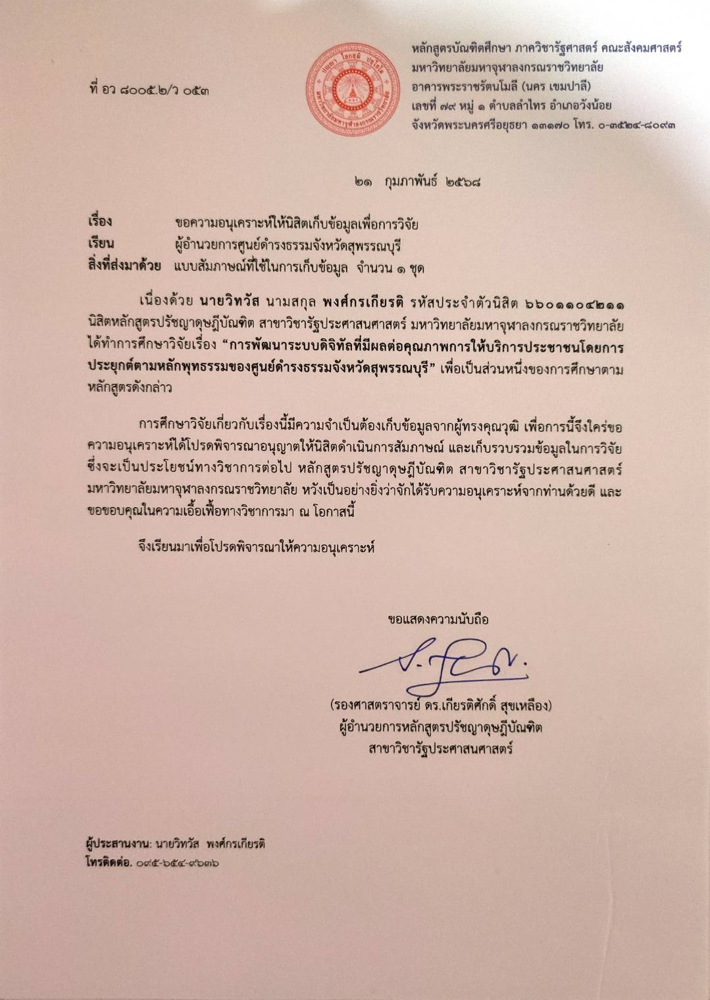 หลักสูตรบัณฑิตศึกษา ภาควิชารัฐศาสตร์ คณะสังคมศาสตร์
มหาวิทยาลัยมหาจุฬาลงกรณราชวิทยาลัย
อาคารพระราชรัตนโมลี (นคร เขมปาลี)
เลขที่ ๗๙ หมู่ ๑ ตำบลลำไทร อำเภอวังน้อย
จังหวัดพระนครศรีอยุธยา ๑๓๑๗๐ โทร. ๐-๓๕๒๔-๘๐๙๓
ที่ อว ๘๐๐๕.๒/ว ๐๕๓
ปญฺญา โลกสฺมิ ปชฺโชโต
มหาวิทยาลัยมหาจุฬาลงกรณราชวิทยาลัย
๒๑ กุมภาพันธ์ ๒๕๖๘
เรื่อง ขอความอนุเคราะห์ให้นิสิตเก็บข้อมูลเพื่อการวิจัย
เรียน ผู้อำนวยการศูนย์ดำรงธรรมจังหวัดสุพรรณบุรี
สิ่งที่ส่งมาด้วย แบบสัมภาษณ์ที่ใช้ในการเก็บข้อมูล จำนวน ๑ ชุด
เนื่องด้วย นายวิทวัส นามสกุล พงศ์กรเกียรติ รหัสประจำตัวนิสิต ๖๖๐๑๑๐๔๒๑๑
นิสิตหลักสูตรปรัชญาดุษฎีบัณฑิต สาขาวิชารัฐประศาสนศาสตร์ มหาวิทยาลัยมหาจุฬาลงกรณราชวิทยาลัย
ได้ทำการศึกษาวิจัยเรื่อง “การพัฒนาระบบดิจิทัลที่มีผลต่อคุณภาพการให้บริการประชาชนโดยการ
ประยุกต์ตามหลักพุทธรรมของศูนย์ดำรงธรรมจังหวัดสุพรรณบุรี” เพื่อเป็นส่วนหนึ่งของการศึกษาตาม
หลักสูตรดังกล่าว
การศึกษาวิจัยเกี่ยวกับเรื่องนี้มีความจำเป็นต้องเก็บข้อมูลจากผู้ทรงคุณวุฒิ เพื่อการนี้จึงใคร่ขอ
ความอนุเคราะห์ได้โปรดพิจารณาอนุญาตให้นิสิตดำเนินการสัมภาษณ์ และเก็บรวบรวมข้อมูลในการวิจัย
ซึ่งจะเป็นประโยชน์ทางวิชาการต่อไป หลักสูตรปรัชญาดุษฎีบัณฑิต สาขาวิชารัฐประศาสนศาสตร์
มหาวิทยาลัยมหาจุฬาลงกรณราชวิทยาลัย หวังเป็นอย่างยิ่งว่าจักได้รับความอนุเคราะห์จากท่านด้วยดี และ
ขอขอบคุณในความเอื้อเฟื้อทางวิชาการมา ณ โอกาสนี้
จึงเรียนมาเพื่อโปรดพิจารณาให้ความอนุเคราะห์
ขอแสดงความนับถือ
(รองศาสตราจารย์ ดร.เกียรติศักดิ์ สุขเหลือง)
ผู้อำนวยการหลักสูตรปรัชญาดุษฎีบัณฑิต
สาขาวิชารัฐประศาสนศาสตร์
ผู้ประสานงาน: นายวิทวัส พงศ์กรเกียรติ
โทรติดต่อ. ๐๙๕-๖๕๔-๙๖๓๖